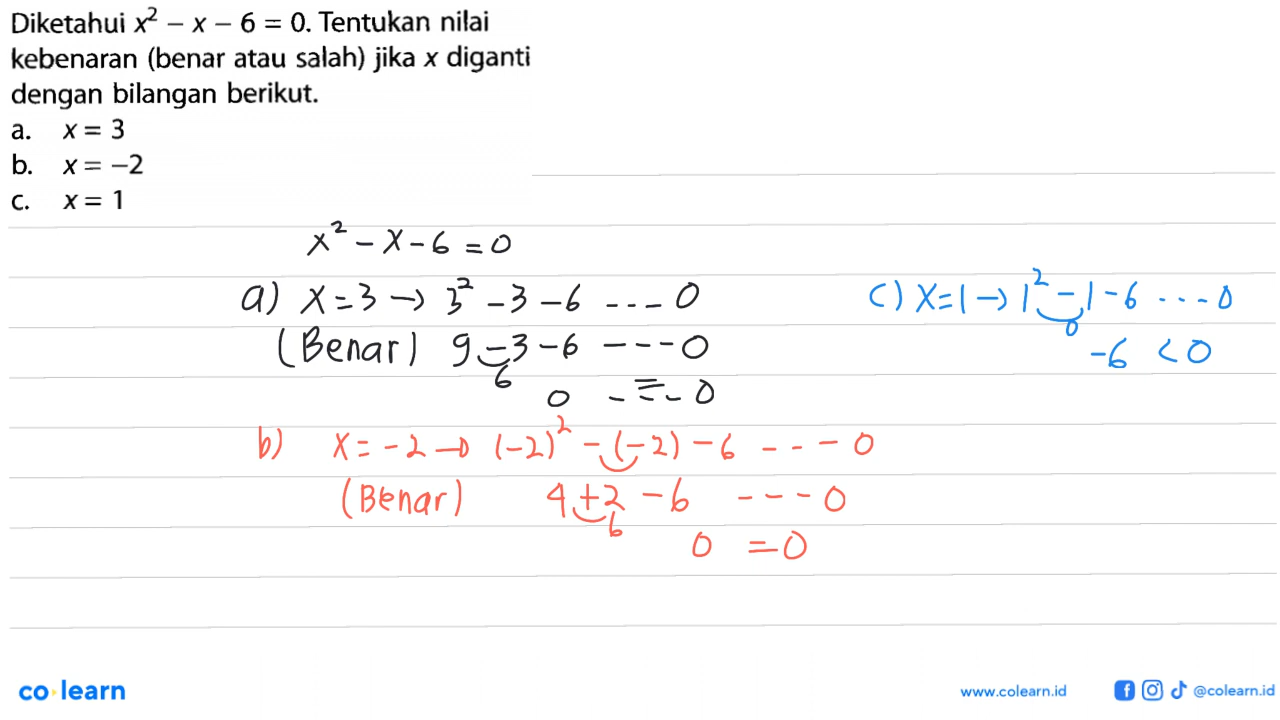 Diketahui x² − x − 6 = 0. Tentukan nilai
kebenaran (benar atau salah) jika x diganti
dengan bilangan berikut.
a. x = 3
b. x = −2
c. x = 1
x² − x − 6 = 0
a) x = 3 → 3² − 3 − 6 ---- 0
(Benar) 9 − 3 − 6 ---- 0
6
0 -=-- 0
b) x = −2 → (−2)² − (−2) − 6 ---- 0
(Benar) 4 + 2 − 6 ---- 0
6
0 = 0
c) x = 1 → 1² − 1 − 6 ---- 0
0
−6 < 0
co learn
www.colearn.id
@colearn.id